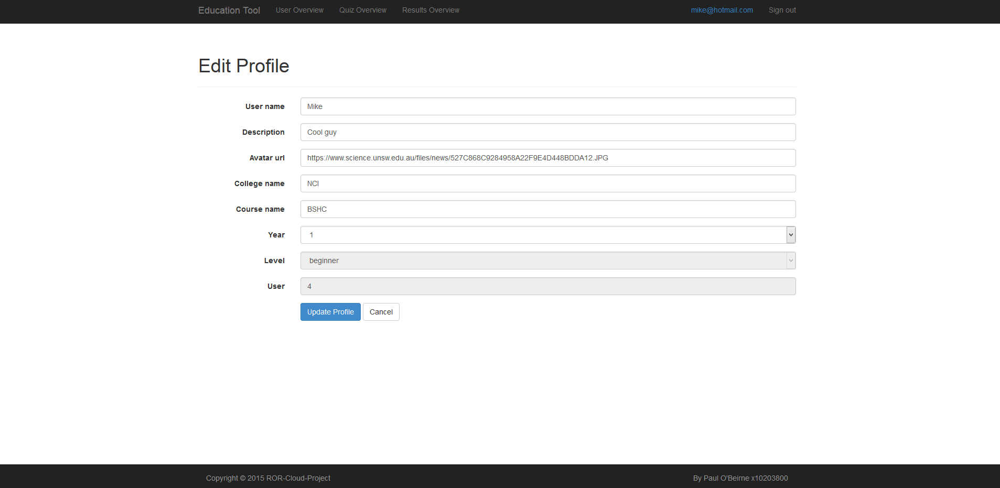 Education Tool User Overview Quiz Overview Results Overview mike@hotmail.com Sign out
Edit Profile
User name Mike
Description Cool guy
Avatar url https://www.science.unsw.edu.au/files/news/527C868C9284958A22F9E4D448BDDA12.JPG
College name NCI
Course name BSHC
Year 1
Level beginner
User 4
Update Profile Cancel
Copyright © 2015 ROR-Cloud-Project By Paul O'Beirne x10203800